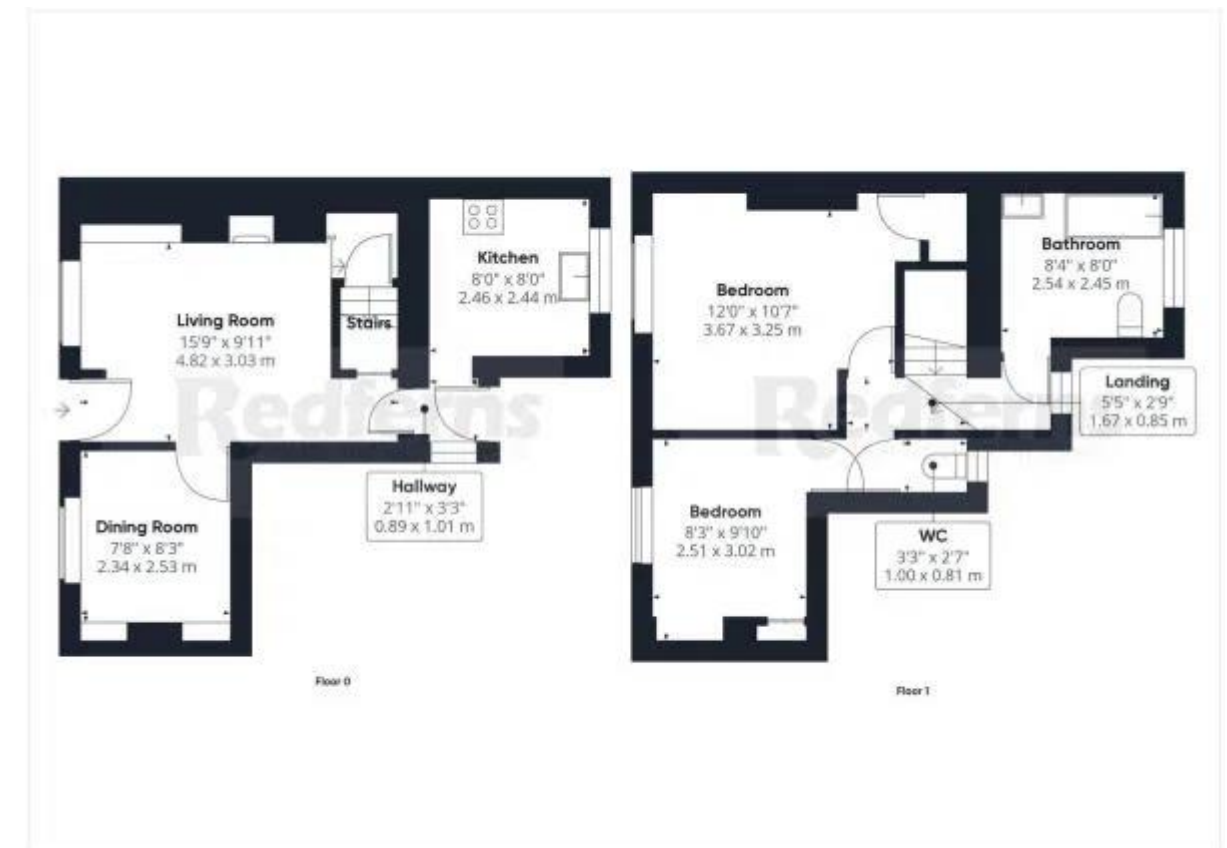 Kitchen
8'0" x 8'0"
2.46 x 2.44 m
Living Room
15'9" x 9'11"
4.82 x 3.03 m
Stairs
Redferns
Hallway
2'11" x 3'3"
0.89 x 1.01 m
Dining Room
7'8" x 8'3"
2.34 x 2.53 m
Floor 0
Bathroom
8'4" x 8'0"
2.54 x 2.45 m
Bedroom
12'0" x 10'7"
3.67 x 3.25 m
Redferns
Landing
5'5" x 2'9"
1.67 x 0.85 m
Bedroom
8'3" x 9'10"
2.51 x 3.02 m
WC
3'3" x 2'7"
1.00 x 0.81 m
Floor 1